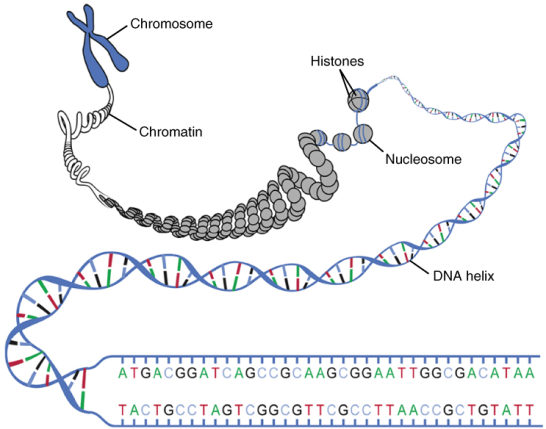 Chromosome
Histones
Chromatin
Nucleosome
DNA helix
ATGACGGATCAGCCGCAAGCGGAATTGGCGACATAA
TACTGCCTAGTCGGCGTTCGCCTTAACCGCTGTATT